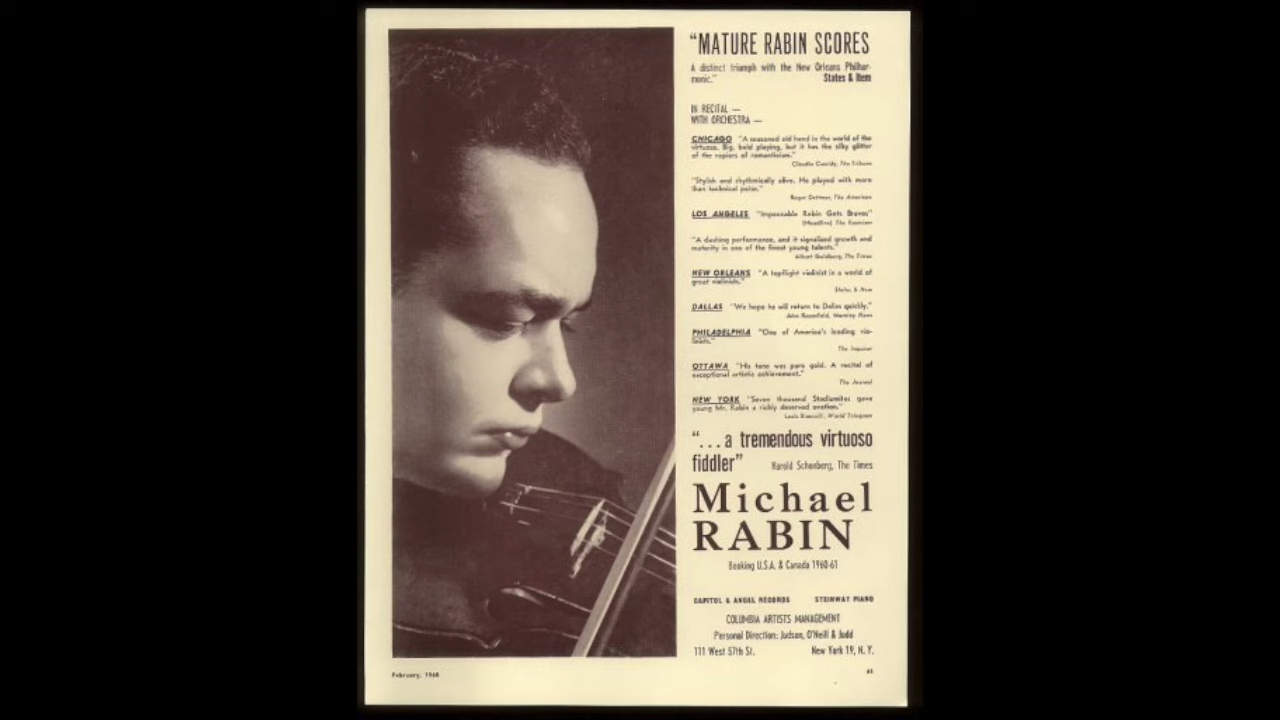 “MATURE RABIN SCORES
A distinct triumph with the New Orleans Philhar-
monic.” States & Item
IN RECITAL —
WITH ORCHESTRA —
CHICAGO “A seasoned old hand in the world of the
virtuoso. Big, bold playing, but it has the silky glitter
of the rapiers of romanticism.”
Claudia Cassidy, The Tribune
“Stylish and rhythmically alive. He played with more
than technical poise.”
Roger Dettmer, The American
LOS ANGELES “Impeccable Rabin Gets Bravos”
(Headline) The Examiner
“A dashing performance, and it signalized growth and
maturity in one of the finest young talents.”
Albert Goldberg, The Times
NEW ORLEANS “A topflight violinist in a world of
great violinists.”
States & Item
DALLAS “We hope he will return to Dallas quickly.”
John Rosenfield, Morning News
PHILADELPHIA “One of America's leading vio-
linists.”
The Inquirer
OTTAWA “His tone was pure gold. A recital of
exceptional artistic achievement.”
The Journal
NEW YORK “Seven thousand Stadiumites gave
young Mr. Rabin a richly deserved ovation.”
Louis Biancolli, World Telegram
“...a tremendous virtuoso
fiddler” Harold Schonberg, The Times
Michael
RABIN
Booking U.S.A. & Canada 1960-61
CAPITOL & ANGEL RECORDS STEINWAY PIANO
COLUMBIA ARTISTS MANAGEMENT
Personal Direction: Judson, O'Neill & Judd
111 West 57th St. New York 19, N. Y.
February, 1960